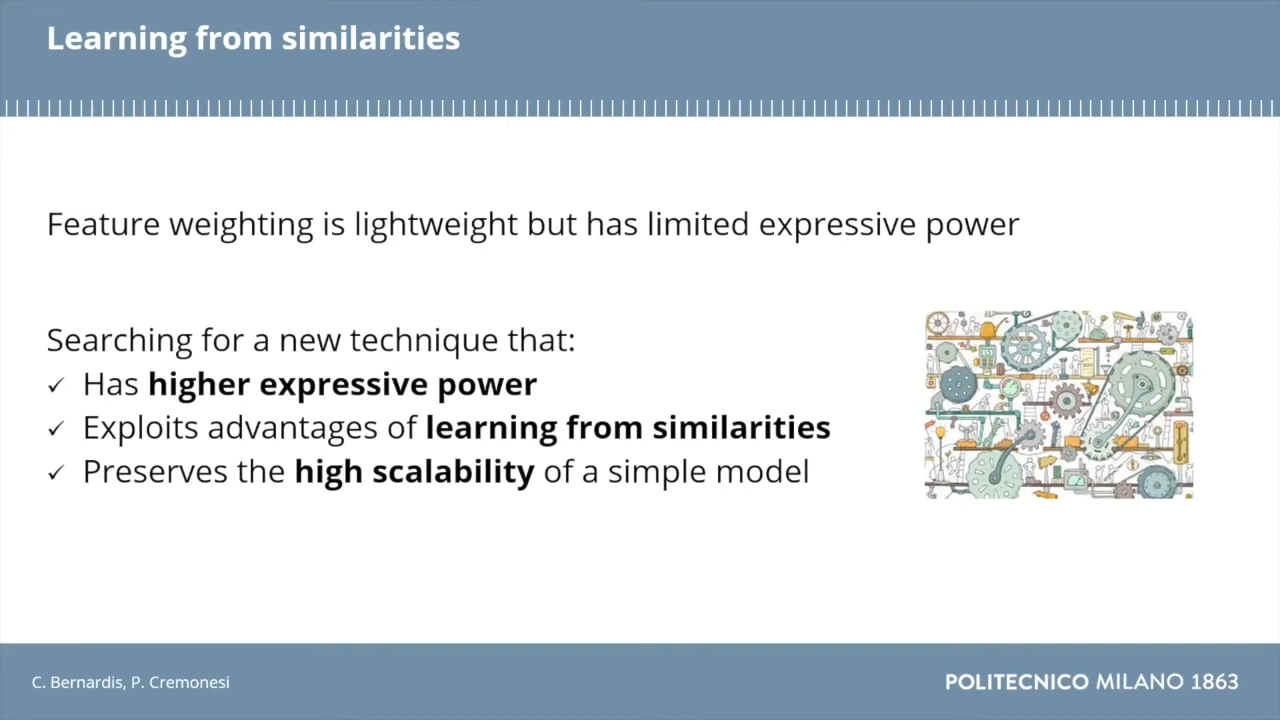 Learning from similarities
Feature weighting is lightweight but has limited expressive power
Searching for a new technique that:
✓ Has higher expressive power
✓ Exploits advantages of learning from similarities
✓ Preserves the high scalability of a simple model
C. Bernardis, P. Cremonesi
POLITECNICO MILANO 1863